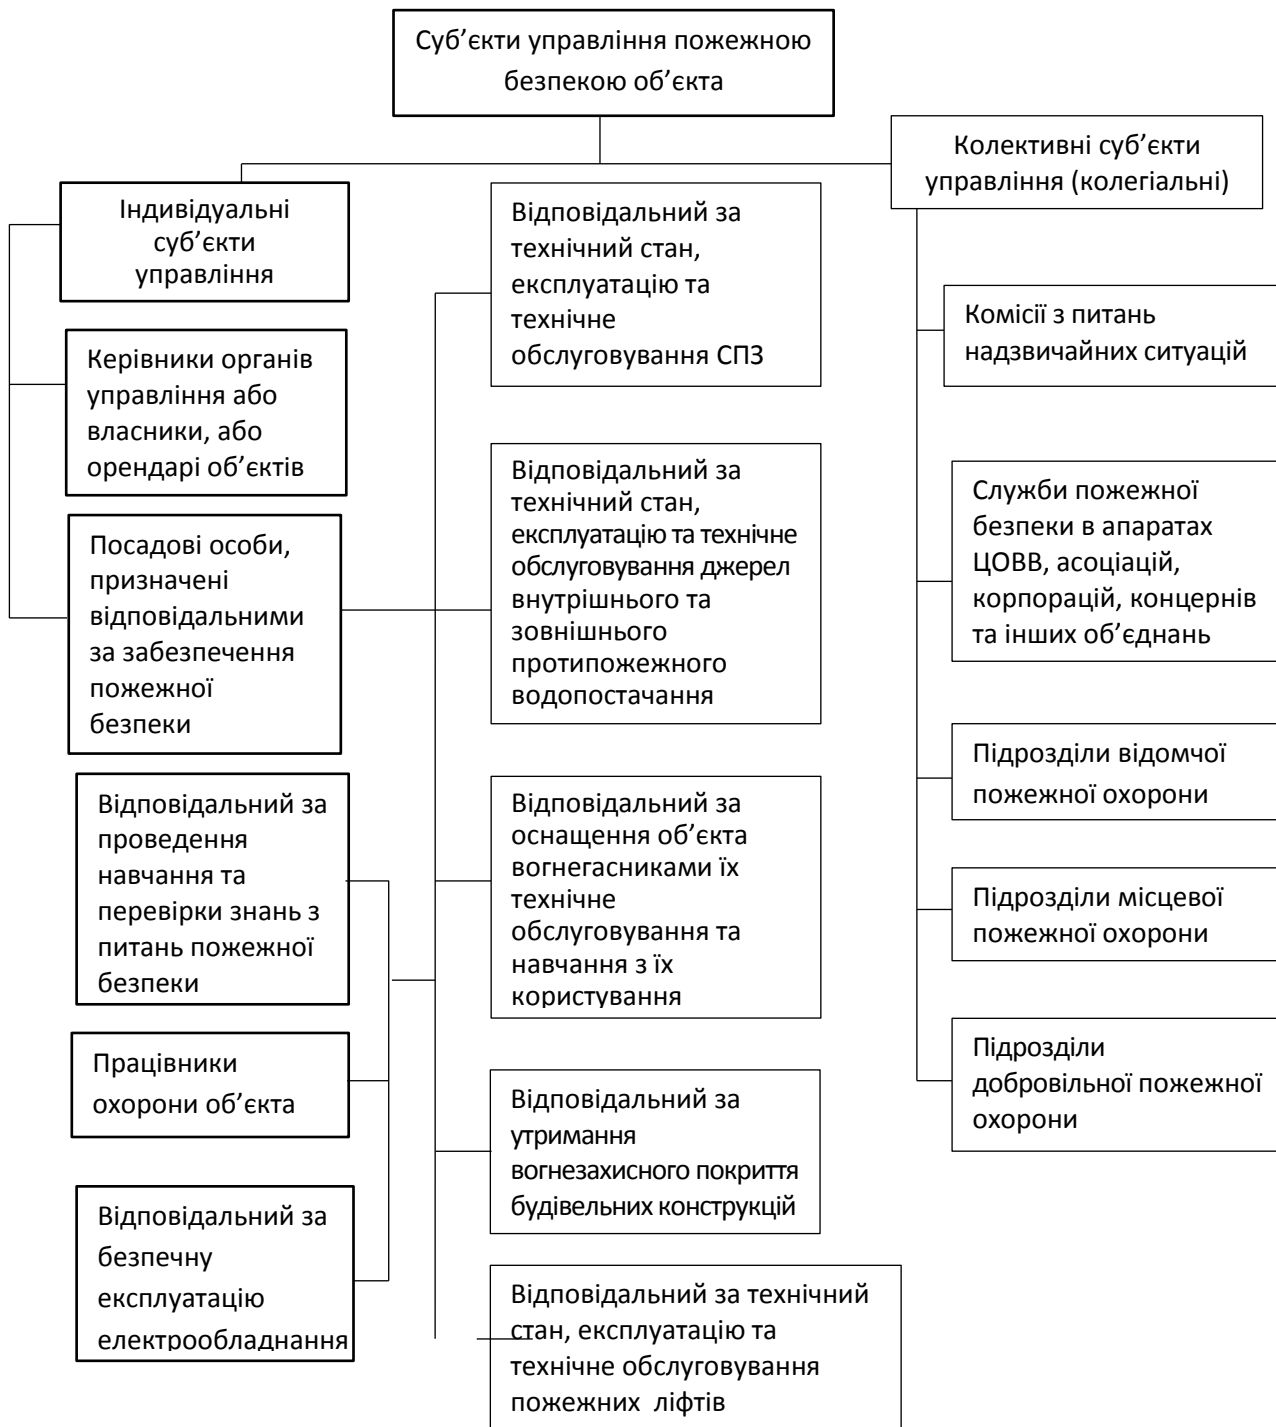 Суб’єкти управління пожежною
безпекою об’єкта
Індивідуальні
суб’єкти
управління
Керівники органів
управління або
власники, або
орендарі об’єктів
Посадові особи,
призначені
відповідальними
за забезпечення
пожежної
безпеки
Відповідальний за
проведення
навчання та
перевірки знань з
питань пожежної
безпеки
Працівники
охорони об’єкта
Відповідальний за
безпечну
експлуатацію
електрообладнання
Відповідальний за
технічний стан,
експлуатацію та
технічне
обслуговування СПЗ
Відповідальний за
технічний стан,
експлуатацію та технічне
обслуговування джерел
внутрішнього та
зовнішнього
протипожежного
водопостачання
Відповідальний за
оснащення об’єкта
вогнегасниками їх
технічне
обслуговування та
навчання з їх
користування
Відповідальний за
утримання
вогнезахисного покриття
будівельних конструкцій
Відповідальний за технічний
стан, експлуатацію та
технічне обслуговування
пожежних ліфтів
Колективні суб’єкти
управління (колегіальні)
Комісії з питань
надзвичайних ситуацій
Служби пожежної
безпеки в апаратах
ЦОВВ, асоціацій,
корпорацій, концернів
та інших об’єднань
Підрозділи відомчої
пожежної охорони
Підрозділи місцевої
пожежної охорони
Підрозділи
добровільної пожежної
охорони